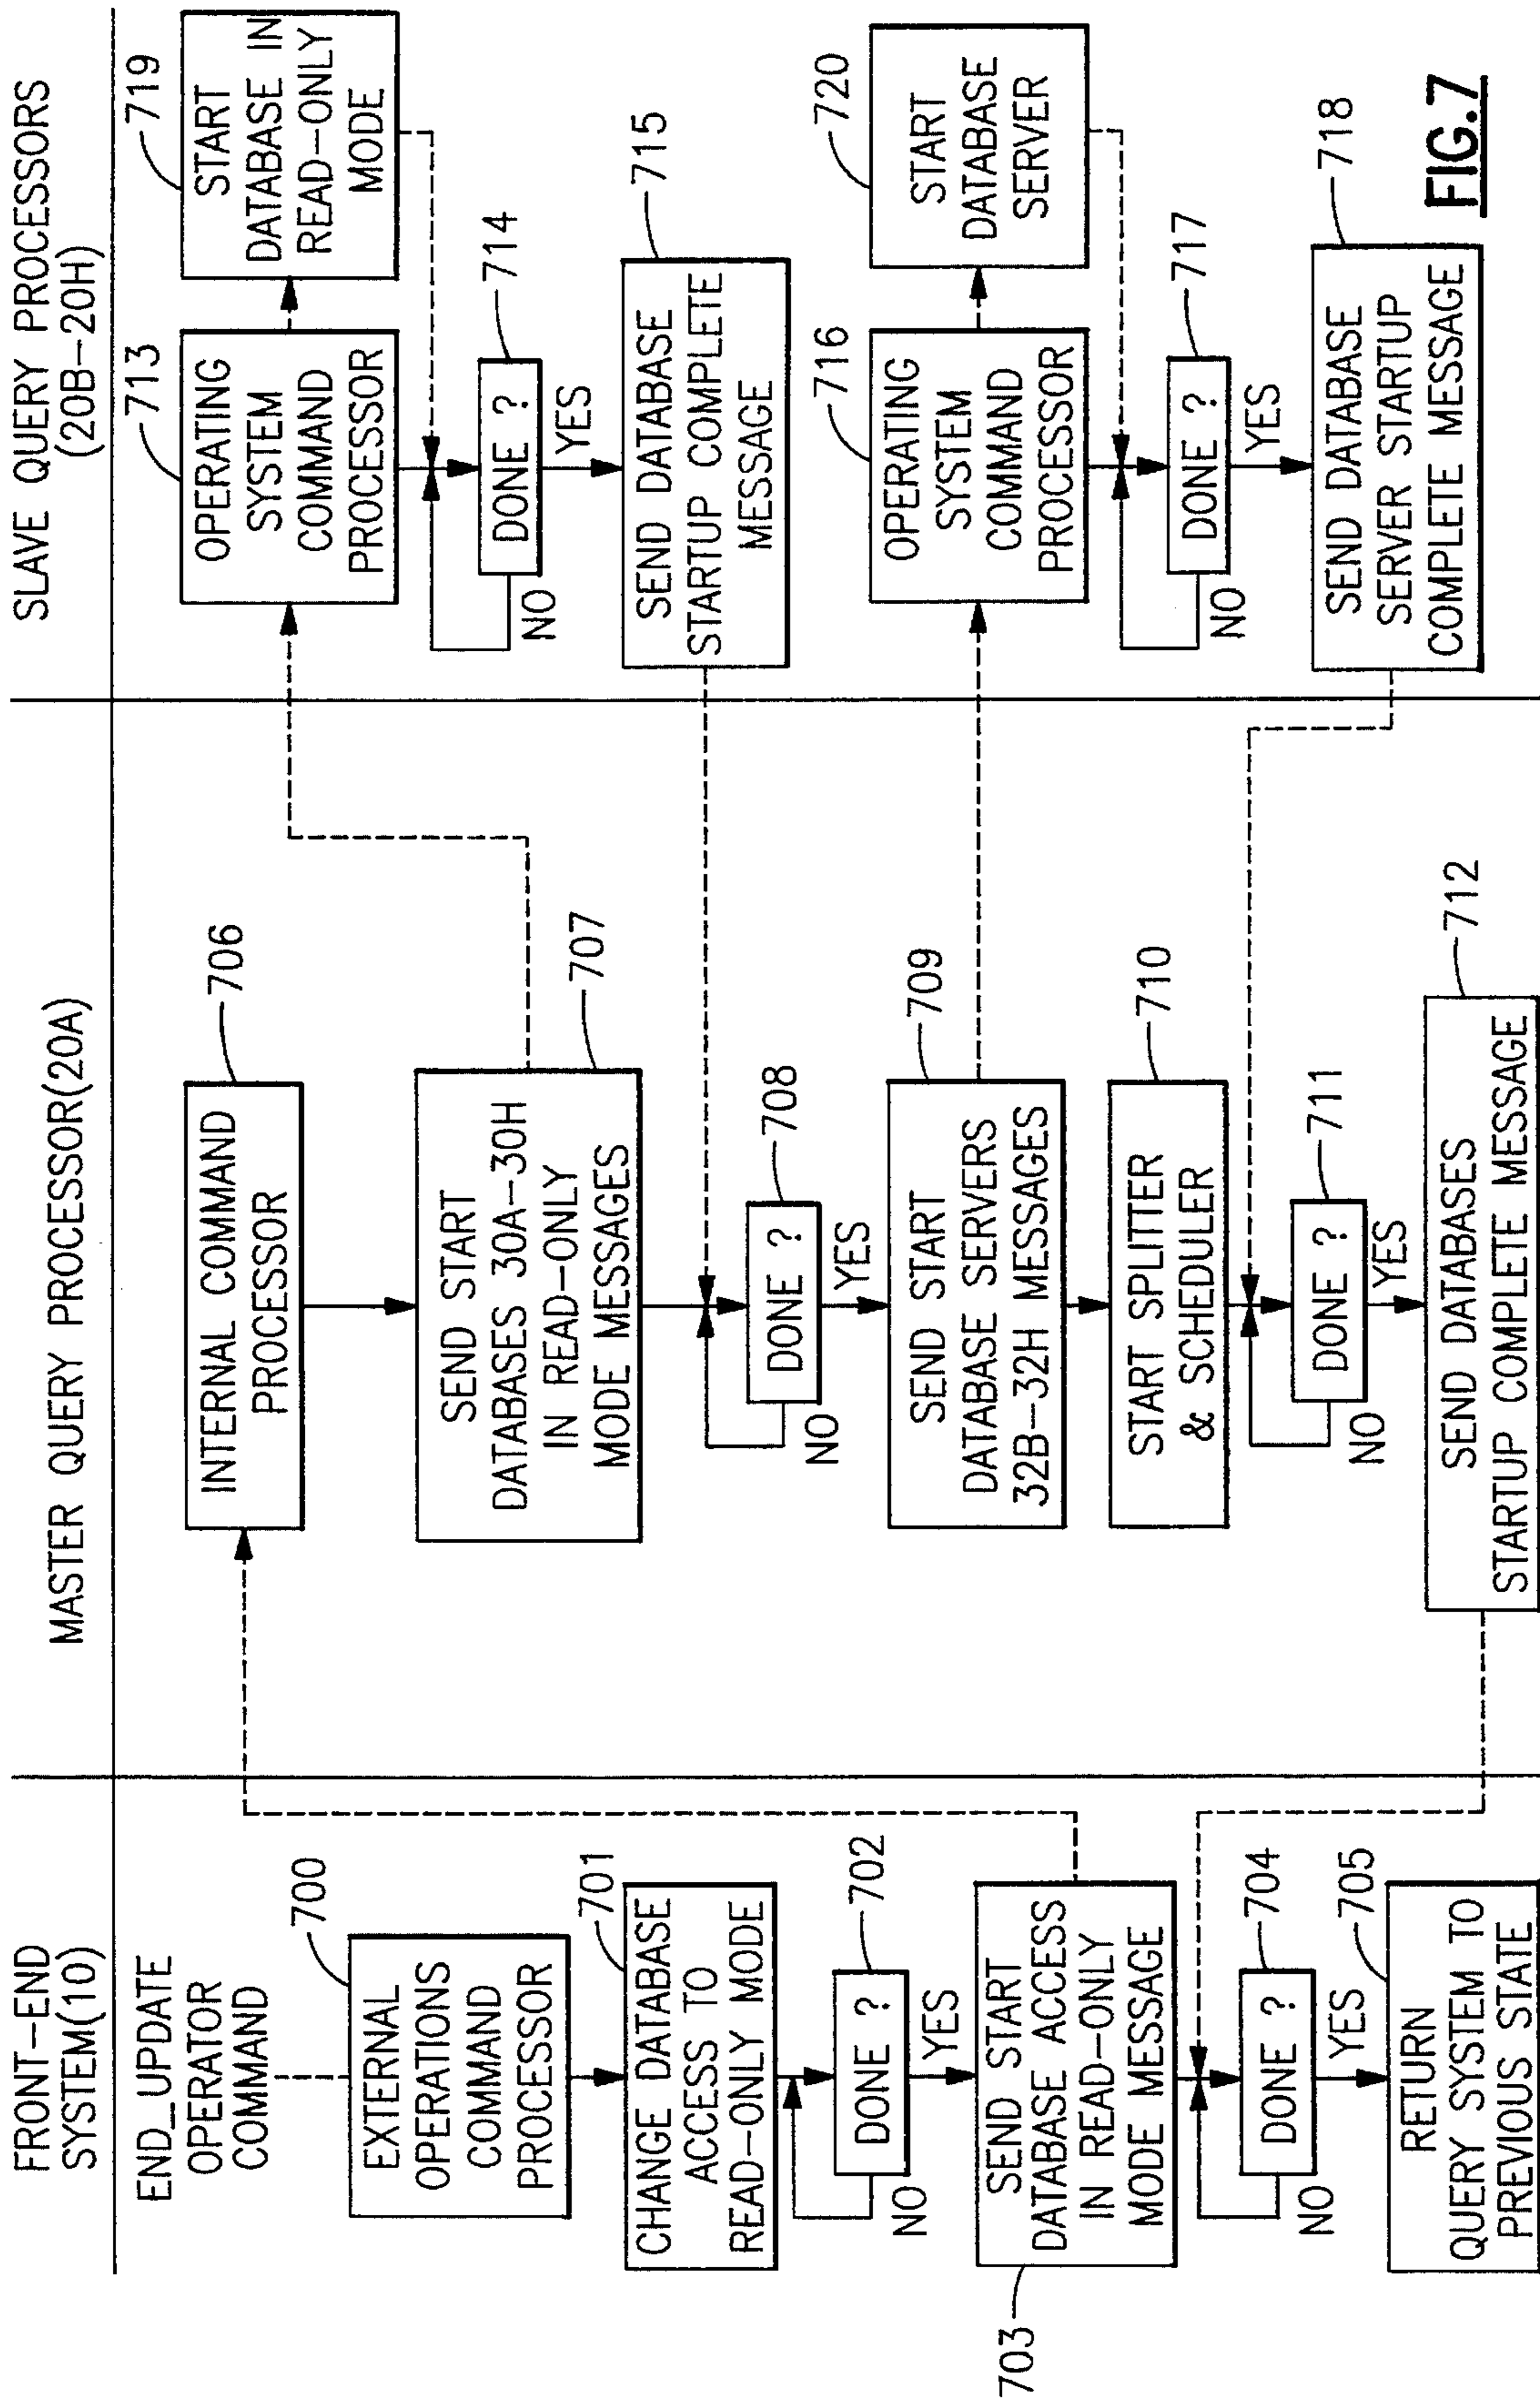 FRONT-END
SYSTEM(10)
END_UPDATE
OPERATOR
COMMAND
700
EXTERNAL
OPERATIONS
COMMAND
PROCESSOR
701
CHANGE DATABASE
ACCESS TO
READ-ONLY MODE
702
DONE ?
NO
YES
703
SEND START
DATABASE ACCESS
IN READ-ONLY
MODE MESSAGE
704
DONE ?
NO
YES
705
RETURN
QUERY SYSTEM TO
PREVIOUS STATE
MASTER QUERY PROCESSOR(20A)
706
INTERNAL COMMAND
PROCESSOR
707
SEND START
DATABASES 30A-30H
IN READ-ONLY
MODE MESSAGES
708
DONE ?
NO
YES
709
SEND START
DATABASE SERVERS
32B-32H MESSAGES
710
START SPLITTER
& SCHEDULER
711
DONE ?
NO
YES
712
SEND DATABASES
STARTUP COMPLETE MESSAGE
SLAVE QUERY PROCESSORS
(20B-20H)
713
OPERATING
SYSTEM
COMMAND
PROCESSOR
719
START
DATABASE IN
READ-ONLY
MODE
714
DONE ?
NO
YES
715
SEND DATABASE
STARTUP COMPLETE
MESSAGE
716
OPERATING
SYSTEM
COMMAND
PROCESSOR
720
START
DATABASE
SERVER
717
DONE ?
NO
YES
718
SEND DATABASE
SERVER STARTUP
COMPLETE MESSAGE
FIG.7